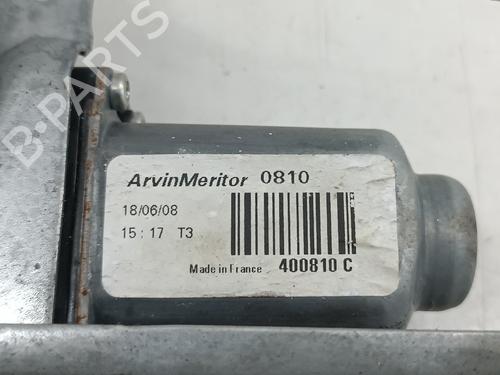 B-PARTS
ArvinMeritor 0810
18/06/08
15:17 T3
Made in France 400810 C